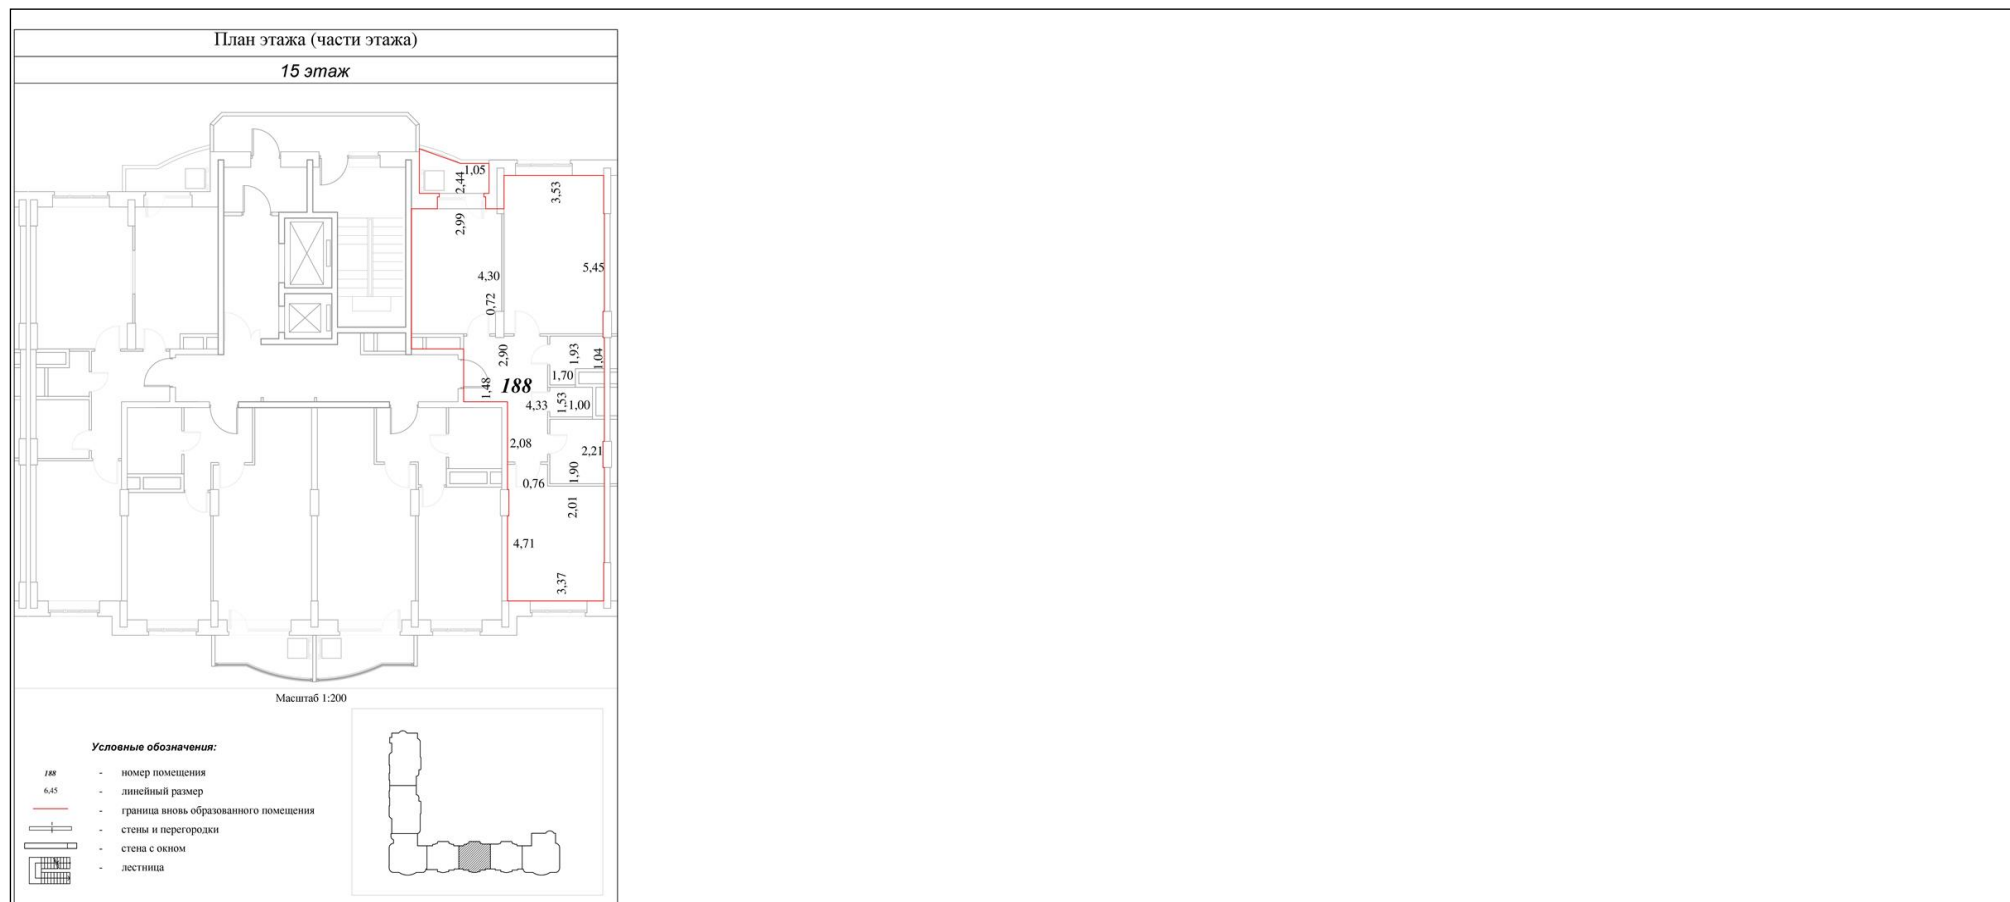 План этажа (части этажа)
15 этаж
1,05
2,44
3,53
2,99
5,45
4,30
0,72
2,90
1,93
1,04
1,70
1,48
188
4,33
1,53
1,00
2,08
2,21
1,90
0,76
2,01
4,71
3,37
Масштаб 1:200
Условные обозначения:
188 - номер помещения
6,45 - линейный размер
- граница вновь образованного помещения
- стены и перегородки
- стена с окном
- лестница